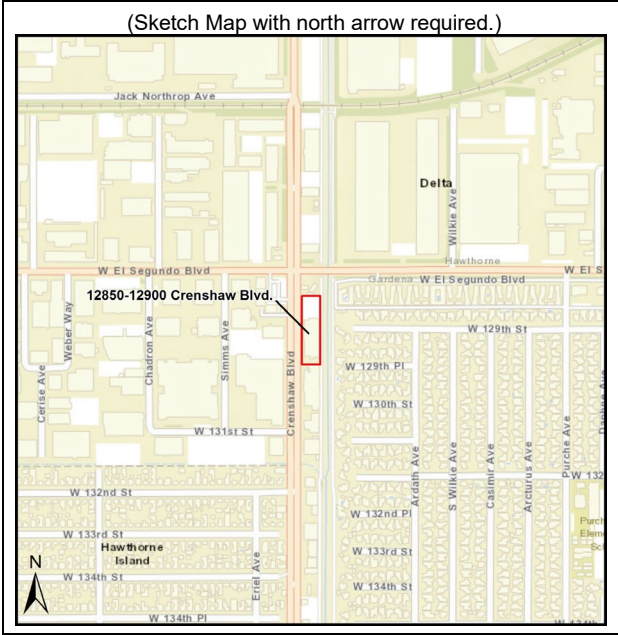 (Sketch Map with north arrow required.)
Jack Northrop Ave
Delta
Wilkie Ave
Hawthorne
W El Segundo Blvd
Gardena
W El Segundo Blvd
W El S
12850-12900 Crenshaw Blvd.
Weber Way
Cerise Ave
Chadron Ave
Simms Ave
Crenshaw Blvd
W 129th St
W 129th Pl
W 130th St
W 131st St
Ardath Ave
S Wilkie Ave
Casimir Ave
Arcturus Ave
Purche Ave
W 132
W 132nd St
W 132nd Pl
W 133rd St
W 133rd St
Hawthorne
Island
Eriel Ave
W 134th St
W 134th St
W 134th Pl
Purch
Eleme
Sch
N